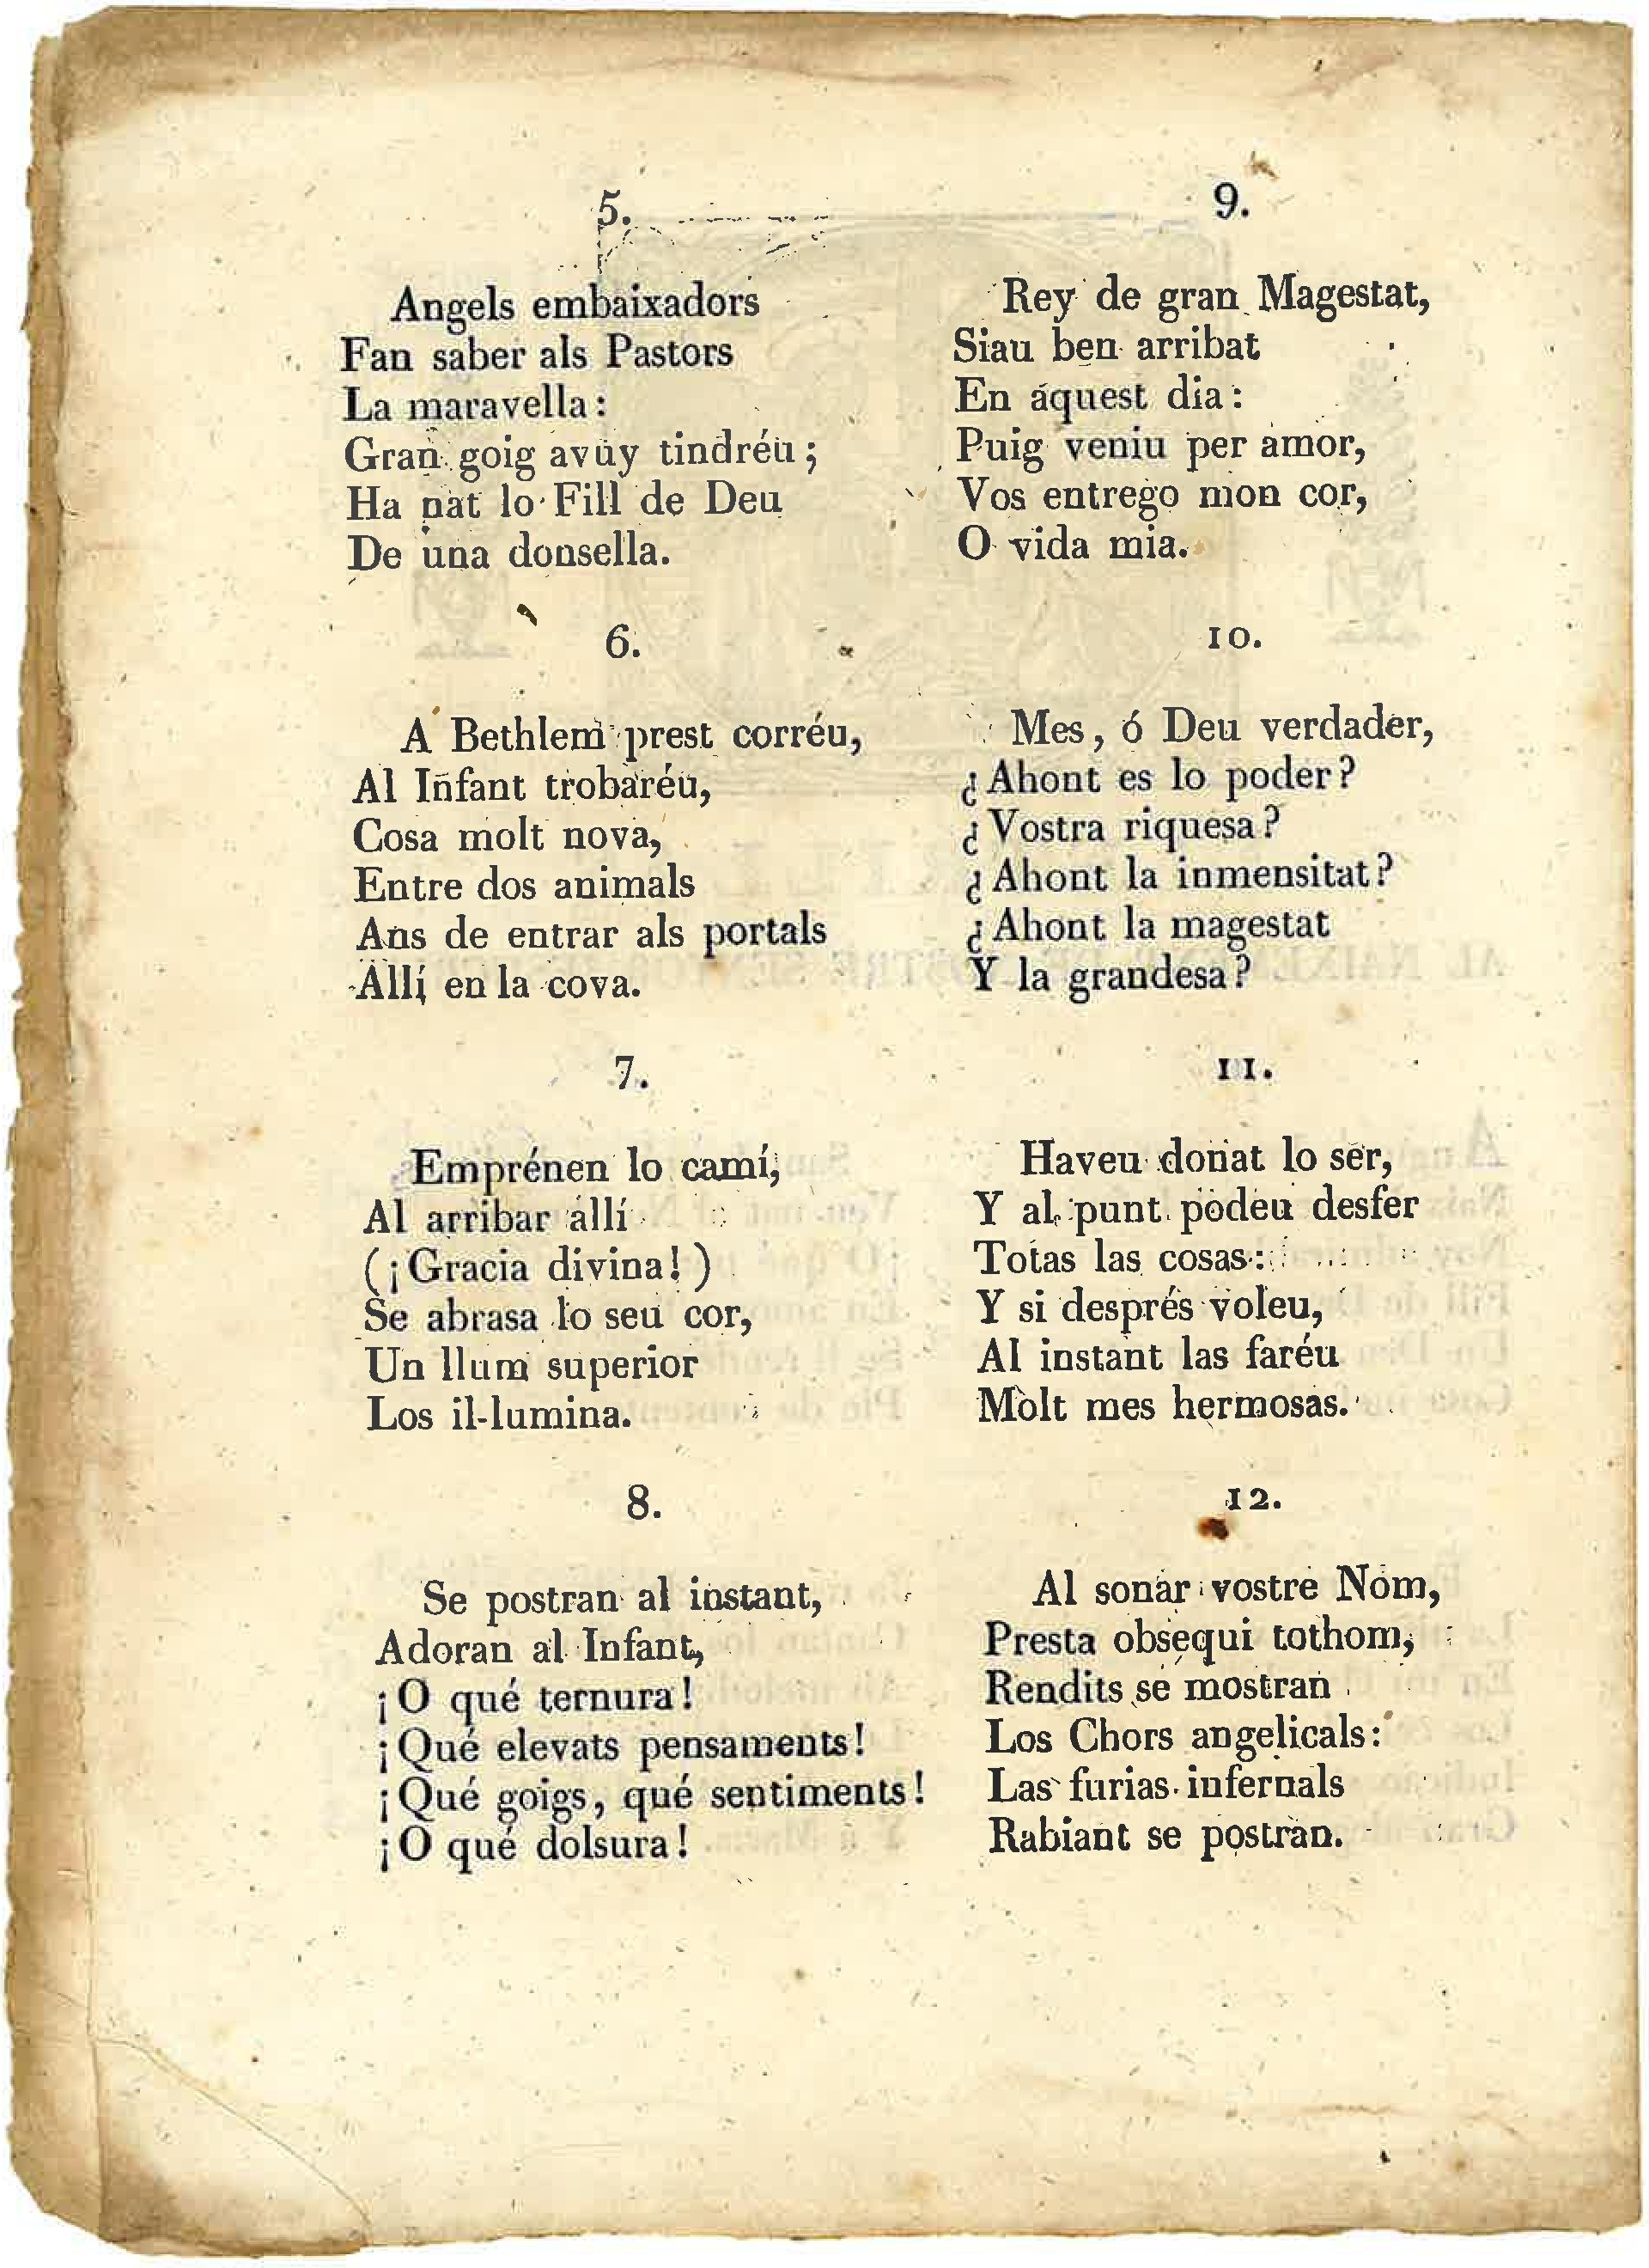 5.
Angels embaixadors
Fan saber als Pastors
La maravella:
Gran goig avuy tindréu;
Ha nat lo Fill de Deu
De una donsella.
6.
A Bethlem prest corréu,
Al Infant trobaréu,
Cosa molt nova,
Entre dos animals
Ans de entrar als portals
Allí en la cova.
7.
Emprénen lo camí,
Al arribar allí
(¡Gracia divina!)
Se abrasa lo seu cor,
Un llum superior
Los il-lumina.
8.
Se postran al instant,
Adoran al Infant,
¡O qué ternura!
¡Qué elevats pensaments!
¡Qué goigs, qué sentiments!
¡O qué dolsura!
9.
Rey de gran Magestat,
Siau ben arribat
En aquest dia:
Puig veniu per amor,
Vos entrego mon cor,
O vida mia.
10.
Mes, ó Deu verdader,
¿Ahont es lo poder?
¿Vostra riquesa?
¿Ahont la inmensitat?
¿Ahont la magestat
Y la grandesa?
11.
Haveu donat lo ser,
Y al punt podeu desfer
Totas las cosas:
Y si després voleu,
Al instant las faréu
Molt mes hermosas.
12.
Al sonar vostre Nom,
Presta obsequi tothom,
Rendits se mostran
Los Chors angelicals:
Las furias infernals
Rabiant se postran.